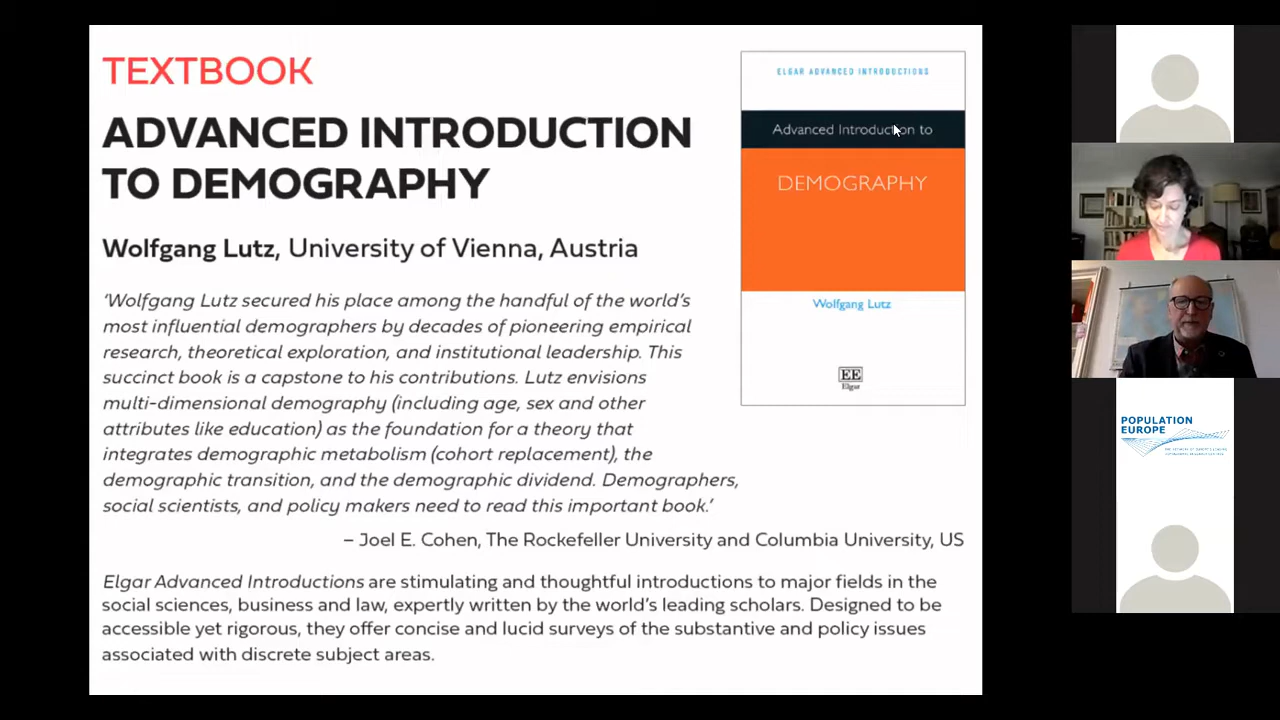 TEXTBOOK
ADVANCED INTRODUCTION
TO DEMOGRAPHY
Wolfgang Lutz, University of Vienna, Austria
‘Wolfgang Lutz secured his place among the handful of the world’s
most influential demographers by decades of pioneering empirical
research, theoretical exploration, and institutional leadership. This
succinct book is a capstone to his contributions. Lutz envisions
multi-dimensional demography (including age, sex and other
attributes like education) as the foundation for a theory that
integrates demographic metabolism (cohort replacement), the
demographic transition, and the demographic dividend. Demographers,
social scientists, and policy makers need to read this important book.’
– Joel E. Cohen, The Rockefeller University and Columbia University, US
Elgar Advanced Introductions are stimulating and thoughtful introductions to major fields in the
social sciences, business and law, expertly written by the world’s leading scholars. Designed to be
accessible yet rigorous, they offer concise and lucid surveys of the substantive and policy issues
associated with discrete subject areas.
ELGAR ADVANCED INTRODUCTIONS
Advanced Introduction to
DEMOGRAPHY
Wolfgang Lutz
EE
Elgar
POPULATION
EUROPE